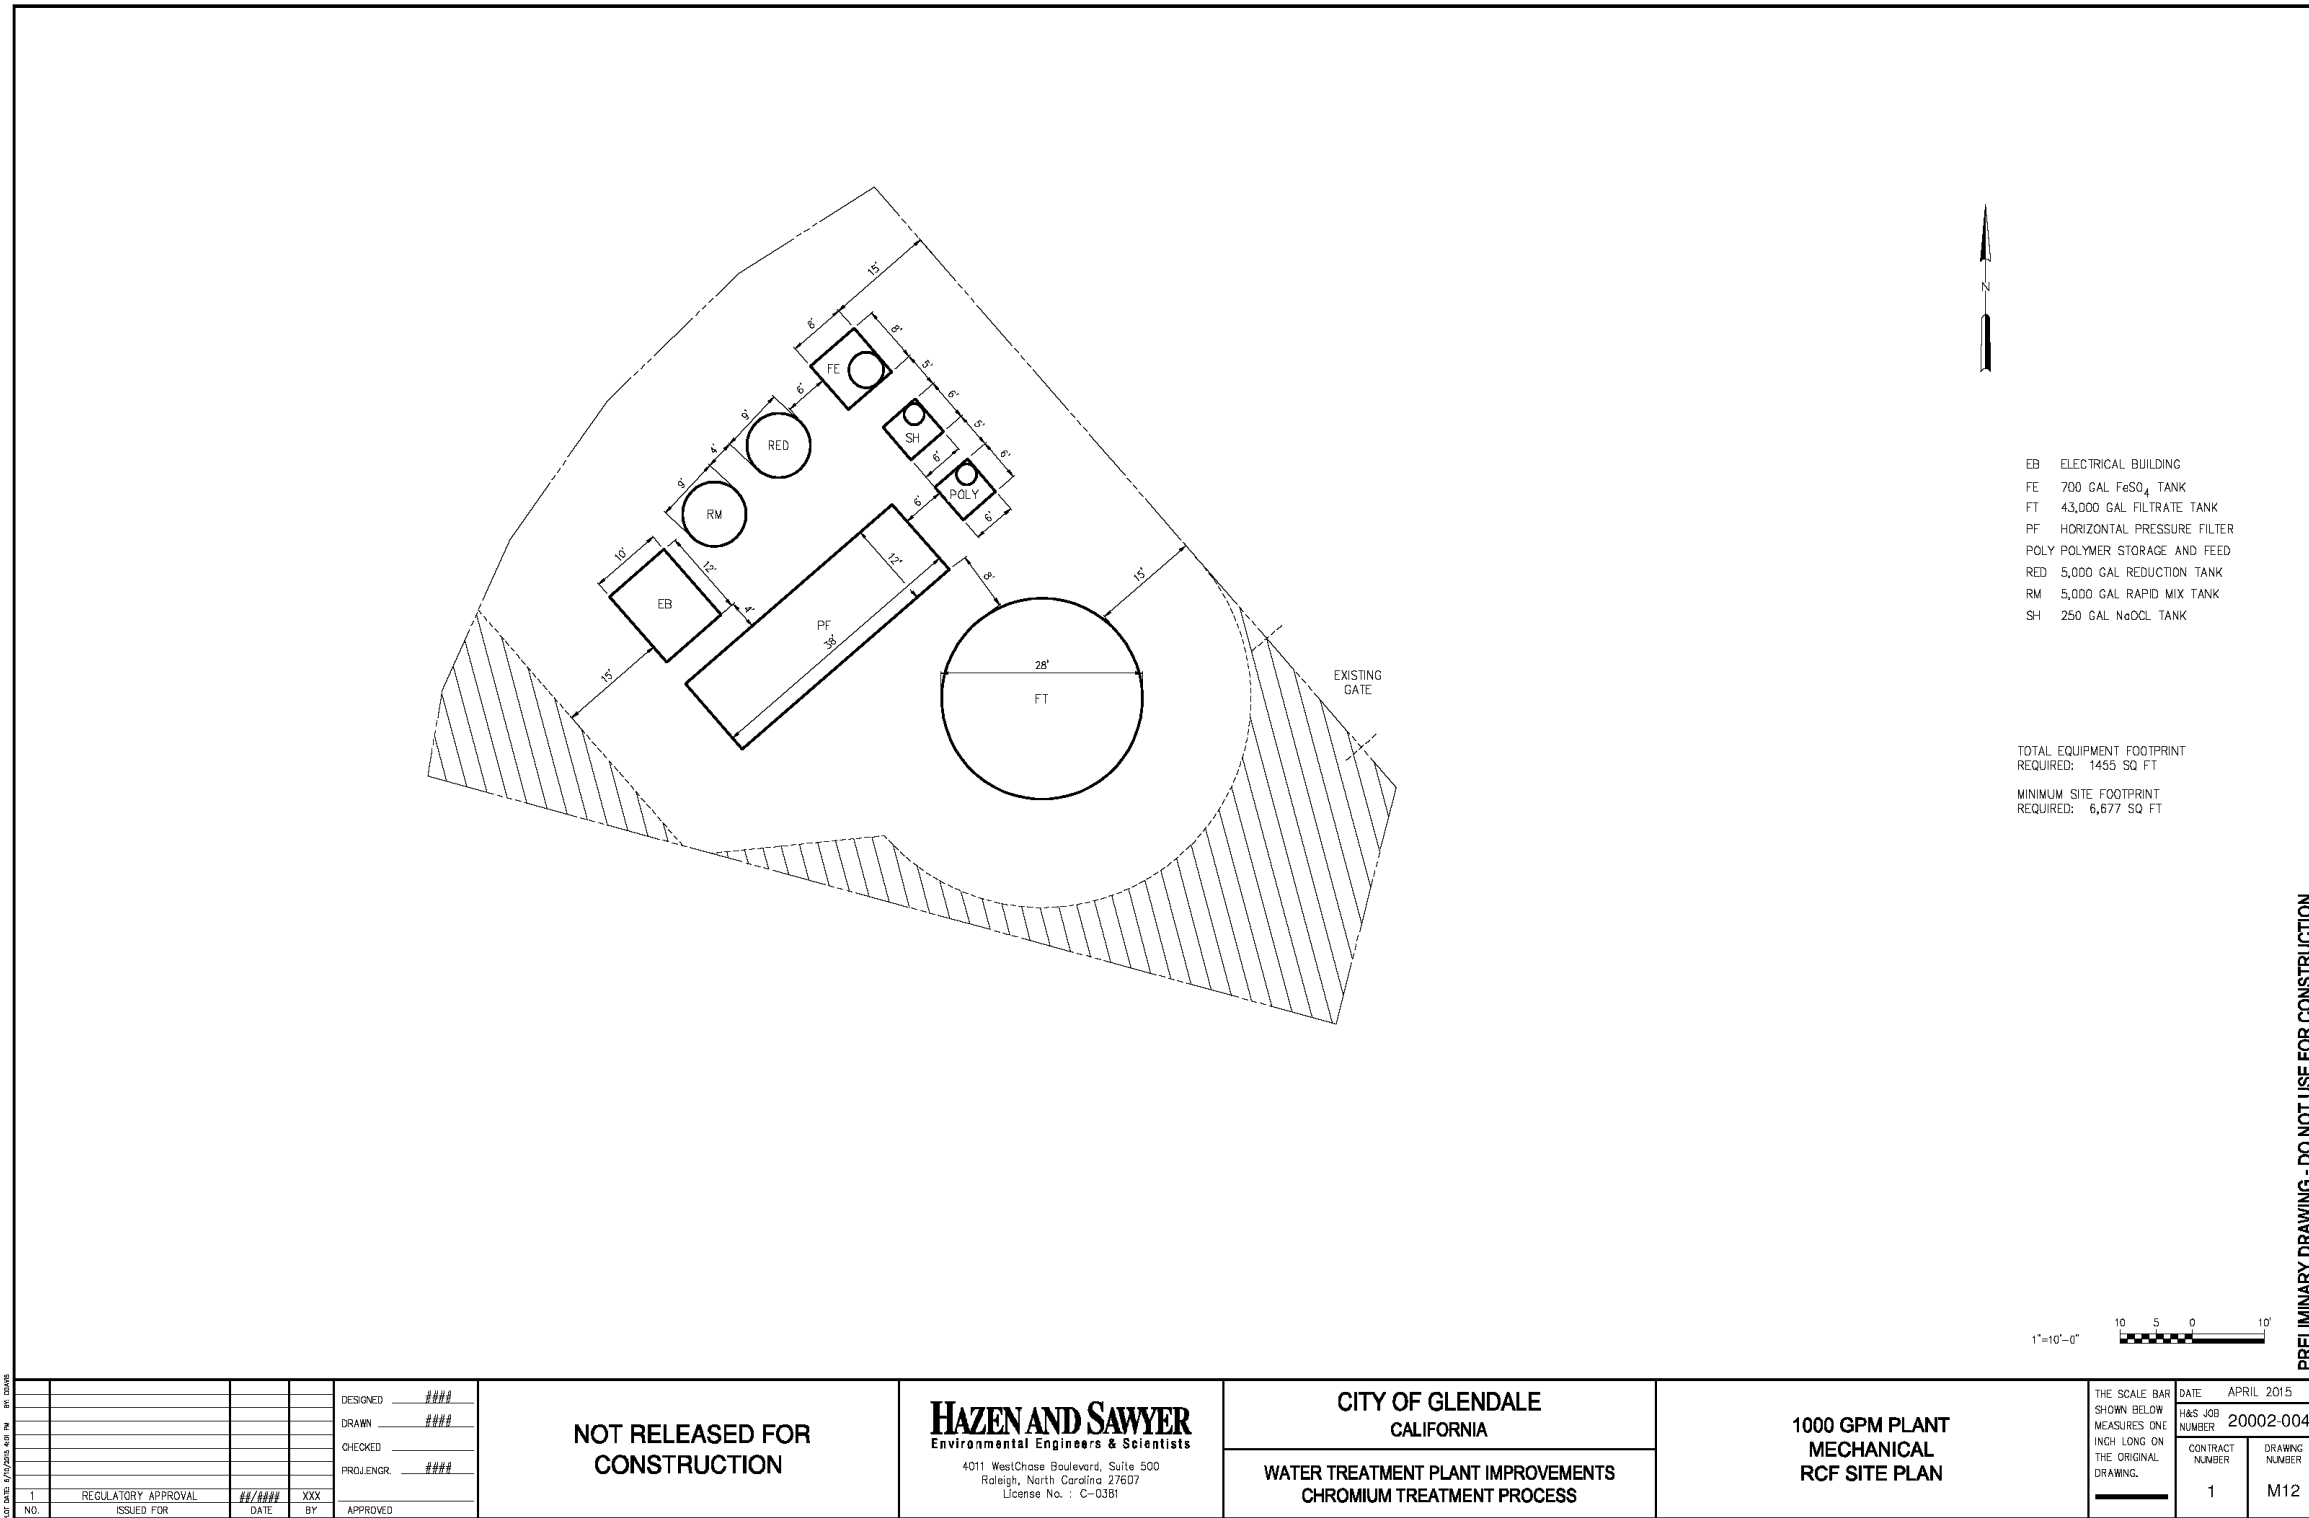 15'
8'
8'
FE
5'
6'
6'
9'
RED
SH
5'
4'
6'
6'
9'
POLY
RM
6'
6'
10'
12'
12'
8'
15'
EB
4'
PF
38'
15'
28'
FT
EXISTING
GATE
N
EB ELECTRICAL BUILDING
FE 700 GAL FeSO4 TANK
FT 43,000 GAL FILTRATE TANK
PF HORIZONTAL PRESSURE FILTER
POLY POLYMER STORAGE AND FEED
RED 5,000 GAL REDUCTION TANK
RM 5,000 GAL RAPID MIX TANK
SH 250 GAL NaOCL TANK
TOTAL EQUIPMENT FOOTPRINT
REQUIRED: 1455 SQ FT
MINIMUM SITE FOOTPRINT
REQUIRED: 6,677 SQ FT
PRELIMINARY DRAWING - DO NOT USE FOR CONSTRUCTION
1"=10'-0"
10 5 0 10'
1 REGULATORY APPROVAL ##/#### XXX
NO. ISSUED FOR DATE BY
DESIGNED ####
DRAWN ####
CHECKED
PROJ.ENGR. ####
APPROVED
NOT RELEASED FOR
CONSTRUCTION
HAZEN AND SAWYER
Environmental Engineers & Scientists
4011 WestChase Boulevard, Suite 500
Raleigh, North Carolina 27607
License No. : C-0381
CITY OF GLENDALE
CALIFORNIA
WATER TREATMENT PLANT IMPROVEMENTS
CHROMIUM TREATMENT PROCESS
1000 GPM PLANT
MECHANICAL
RCF SITE PLAN
THE SCALE BAR
SHOWN BELOW
MEASURES ONE
INCH LONG ON
THE ORIGINAL
DRAWING.
DATE APRIL 2015
H&S JOB
NUMBER 20002-004
CONTRACT
NUMBER
1
DRAWING
NUMBER
M12